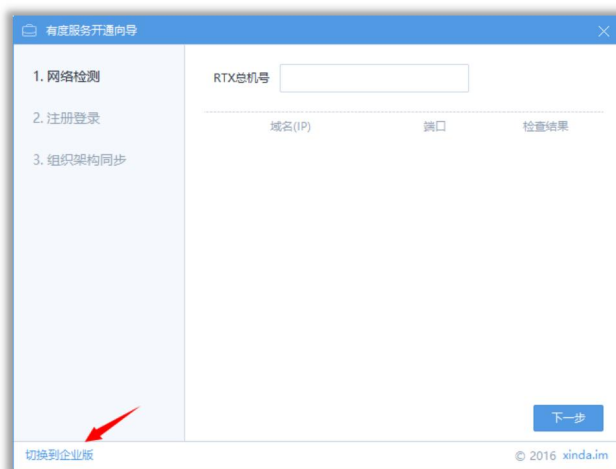 有度服务开通向导
1. 网络检测
RTX总机号
2. 注册登录
域名(IP) 端口 检查结果
3. 组织架构同步
下一步
切换到企业版
© 2016 xinda.im